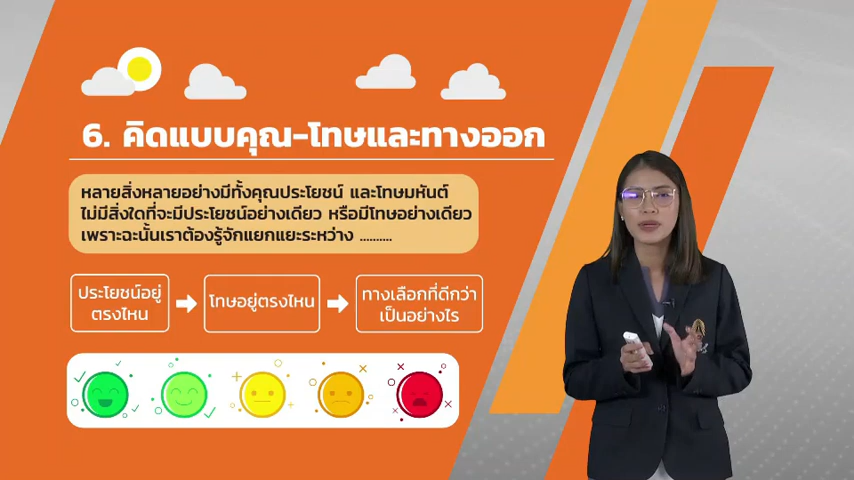 6. คิดแบบคุณ-โทษและทางออก
หลายสิ่งหลายอย่างมีทั้งคุณประโยชน์ และโทษมหันต์
ไม่มีสิ่งใดที่จะมีประโยชน์อย่างเดียว หรือมีโทษอย่างเดียว
เพราะฉะนั้นเราต้องรู้จักแยกแยะระหว่าง ..........
ประโยชน์อยู่
ตรงไหน
โทษอยู่ตรงไหน
ทางเลือกที่ดีกว่า
เป็นอย่างไร